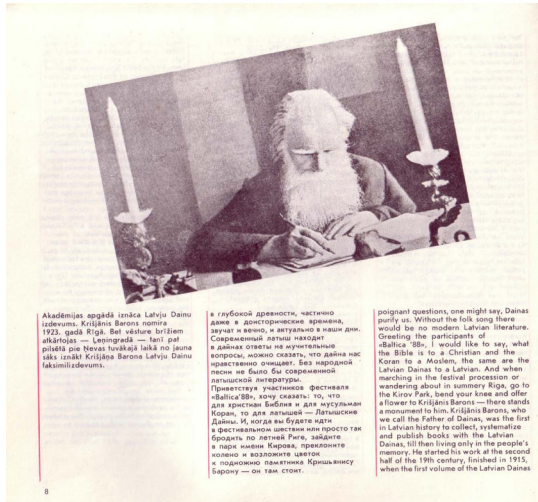 Akadēmijas apgādā iznāca Latvju Dainu
izdevums. Krišjānis Barons nomira
1923. gadā Rīgā. Bet vēsture brīžiem
atkārtojas — Ļeņingradā — tanī pat
pilsētā pie Ņevas tuvākajā laikā no jauna
sāks iznākt Krišjāņa Barona Latvju Dainu
faksimilizdevums.
в глубокой древности, частично
даже в доисторические времена,
звучат и вечно, и актуально в наши дни.
Современный латыш находит
в дайнах ответы на мучительные
вопросы, можно сказать, что дайна нас
нравственно очищает. Без народной
песни не было бы современной
латышской литературы.
Приветствуя участников фестиваля
«Baltica'88», хочу сказать: то, что
для христиан Библия и для мусульман
Коран, то для латышей — Латышские
Дайны. И, когда вы будете идти
в фестивальном шествии или просто так
бродить по летней Риге, зайдите
в парк имени Кирова, преклоните
колено и возложите цветок
к подножию памятника Кришьянису
Барону — он там стоит.
poignant questions, one might say, Dainas
purify us. Without the folk song there
would be no modern Latvian literature.
Greeting the participants of
«Baltica '88», I would like to say, what
the Bible is to a Christian and the
Koran to a Moslem, the same are the
Latvian Dainas to a Latvian. And when
marching in the festival procession or
wandering about in summery Riga, go to
the Kirov Park, bend your knee and offer
a flower to Krišjānis Barons — there stands
a monument to him. Krišjānis Barons, who
we call the Father of Dainas, was the first
in Latvian history to collect, systematize
and publish books with the Latvian
Dainas, till then living only in the people's
memory. He started his work at the second
half of the 19th century, finished in 1915,
when the first volume of the Latvian Dainas
8